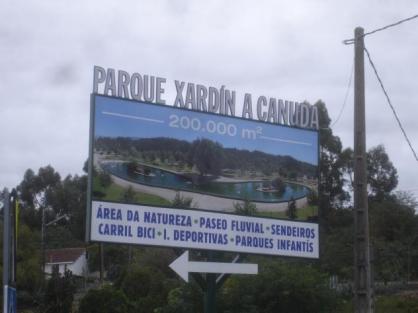 PARQUE XARDÍN A CANUDA
200.000 m²
ÁREA DA NATUREZA • PASEO FLUVIAL • SENDEIROS
CARRIL BICI • I. DEPORTIVAS • PARQUES INFANTÍS